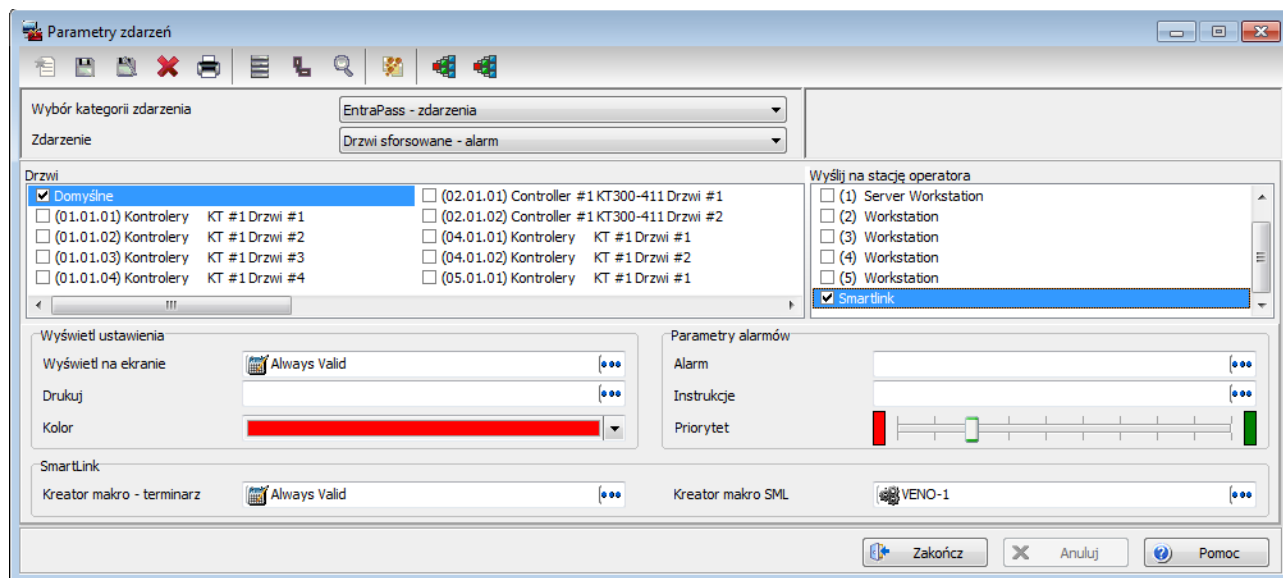 Parametry zdarzeń
Wybór kategorii zdarzenia EntraPass - zdarzenia
Zdarzenie Drzwi sforsowane - alarm
Drzwi Wyślij na stację operatora
Domyślne (02.01.01) Controller #1 KT300-411 Drzwi #1 (1) Server Workstation
(01.01.01) Kontrolery KT #1 Drzwi #1 (02.01.02) Controller #1 KT300-411 Drzwi #2 (2) Workstation
(01.01.02) Kontrolery KT #1 Drzwi #2 (04.01.01) Kontrolery KT #1 Drzwi #1 (3) Workstation
(01.01.03) Kontrolery KT #1 Drzwi #3 (04.01.02) Kontrolery KT #1 Drzwi #2 (4) Workstation
(01.01.04) Kontrolery KT #1 Drzwi #4 (05.01.01) Kontrolery KT #1 Drzwi #1 (5) Workstation
Smartlink
Wyświetl ustawienia Parametry alarmów
Wyświetl na ekranie Always Valid Alarm
Drukuj Instrukcje
Kolor Priorytet
SmartLink
Kreator makro - terminarz Always Valid Kreator makro SML VENO-1
Zakończ Anuluj Pomoc